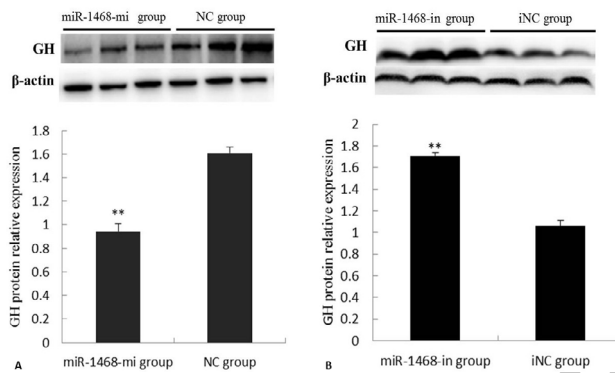 miR-1468-mi group NC group
GH
β-actin
GH protein relative expression
1.8
1.6
1.4
1.2
1
0.8
0.6
0.4
0.2
0
**
miR-1468-mi group NC group
A
miR-1468-in group iNC group
GH
β-actin
GH protein relative expression
2
1.8
1.6
1.4
1.2
1
0.8
0.6
0.4
0.2
0
**
miR-1468-in group iNC group
B